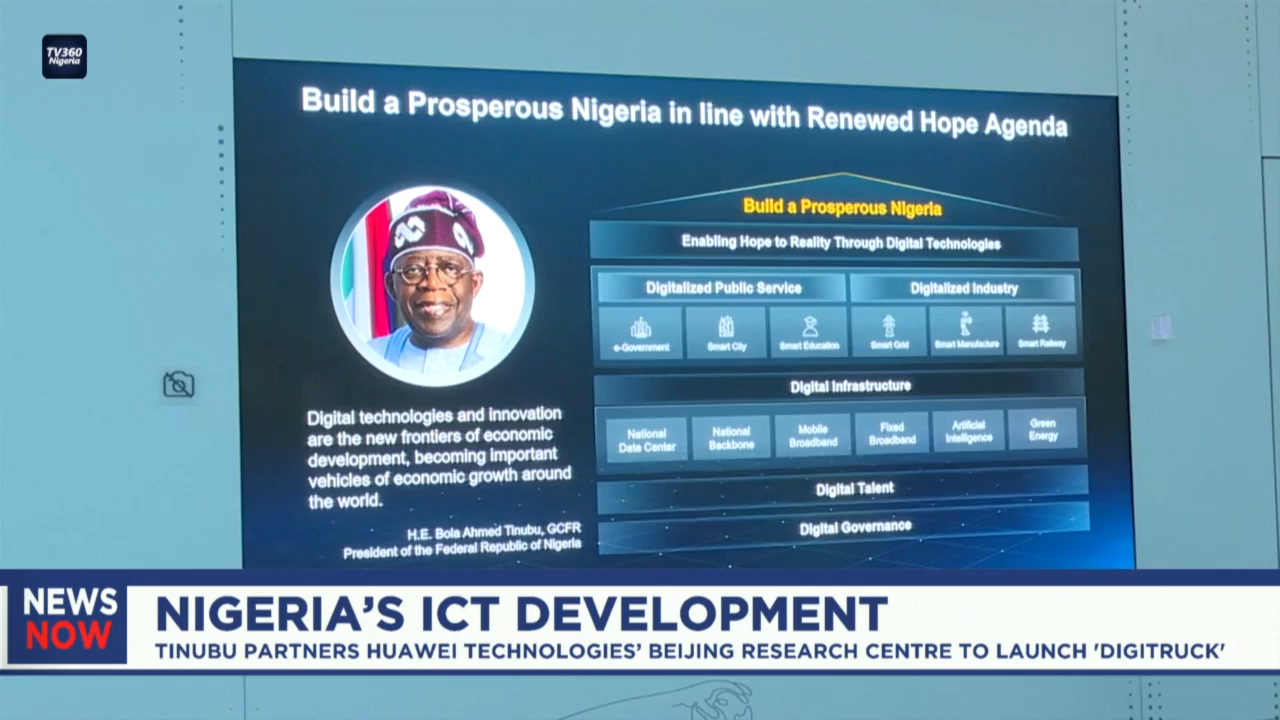 TV360
Nigeria
Build a Prosperous Nigeria in line with Renewed Hope Agenda
Build a Prosperous Nigeria
Enabling Hope to Reality Through Digital Technologies
Digitalized Public Service
Digitalized Industry
e-Government
Smart City
Smart Education
Smart Grid
Smart Manufacture
Smart Railway
Digital Infrastructure
National
Data Center
National
Backbone
Mobile
Broadband
Fixed
Broadband
Artificial
Intelligence
Green
Energy
Digital Talent
Digital Governance
Digital technologies and innovation
are the new frontiers of economic
development, becoming important
vehicles of economic growth around
the world.
H.E. Bola Ahmed Tinubu, GCFR
President of the Federal Republic of Nigeria
NEWS
NOW
NIGERIA'S ICT DEVELOPMENT
TINUBU PARTNERS HUAWEI TECHNOLOGIES' BEIJING RESEARCH CENTRE TO LAUNCH 'DIGITRUCK'